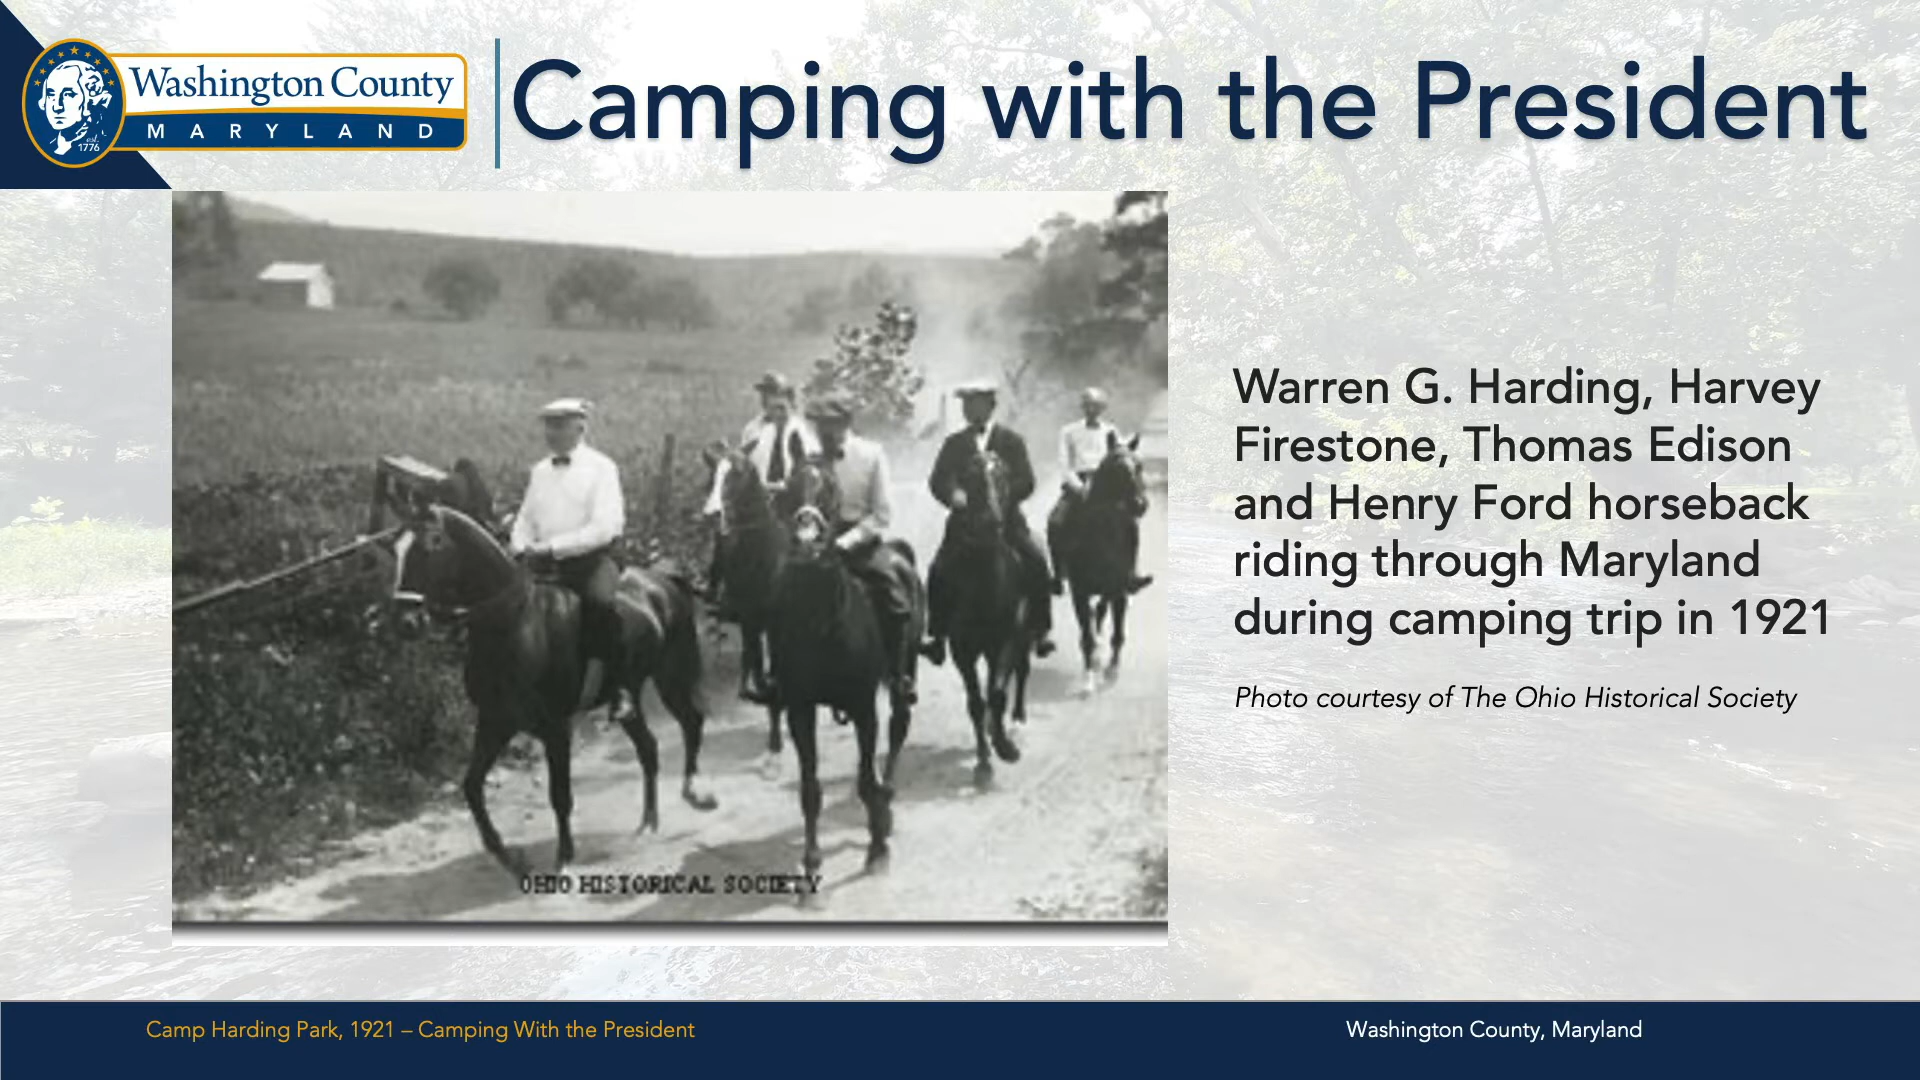 Washington County
MARYLAND
est.
1776
Camping with the President
Warren G. Harding, Harvey
Firestone, Thomas Edison
and Henry Ford horseback
riding through Maryland
during camping trip in 1921
Photo courtesy of The Ohio Historical Society
OHIO HISTORICAL SOCIETY
Camp Harding Park, 1921 – Camping With the President
Washington County, Maryland